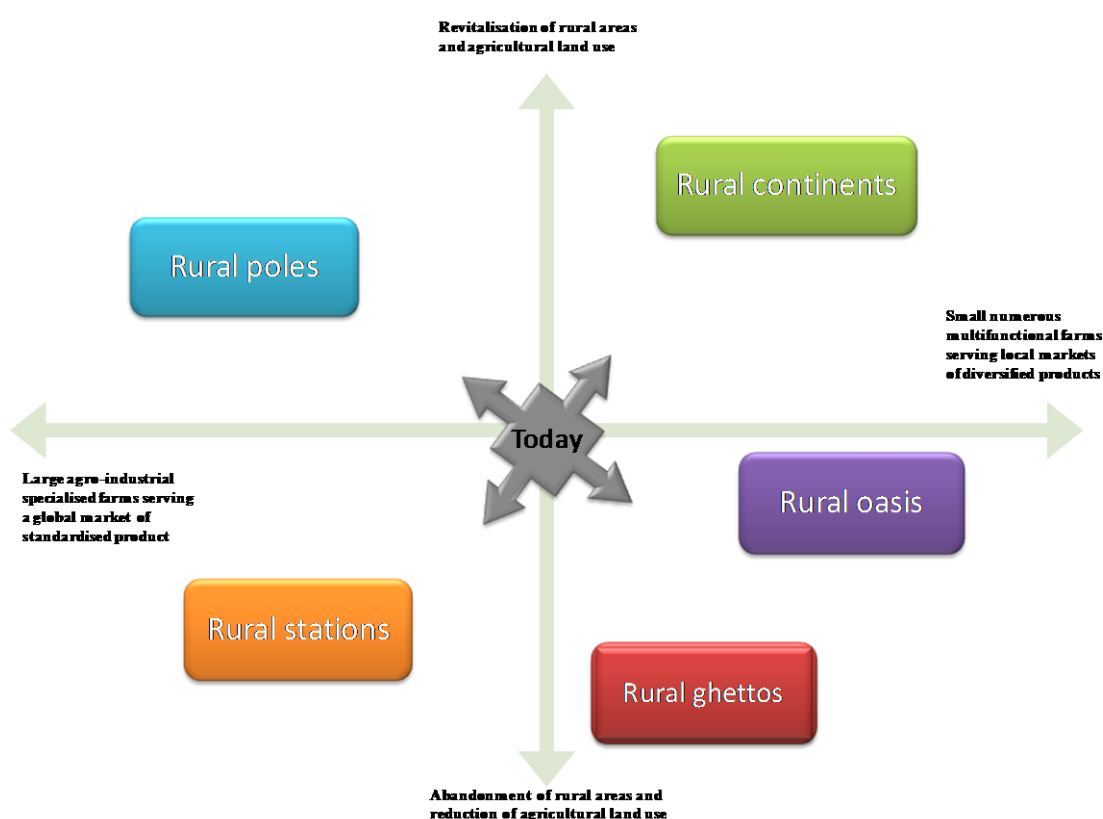 Revitalisation of rural areas
and agricultural land use
Rural continents
Rural poles
Small numerous
multifunctional farms
serving local markets
of diversified products
Today
Large agro-industrial
specialised farms serving
a global market of
standardised product
Rural oasis
Rural stations
Rural ghettos
Abandonment of rural areas and
reduction of agricultural land use